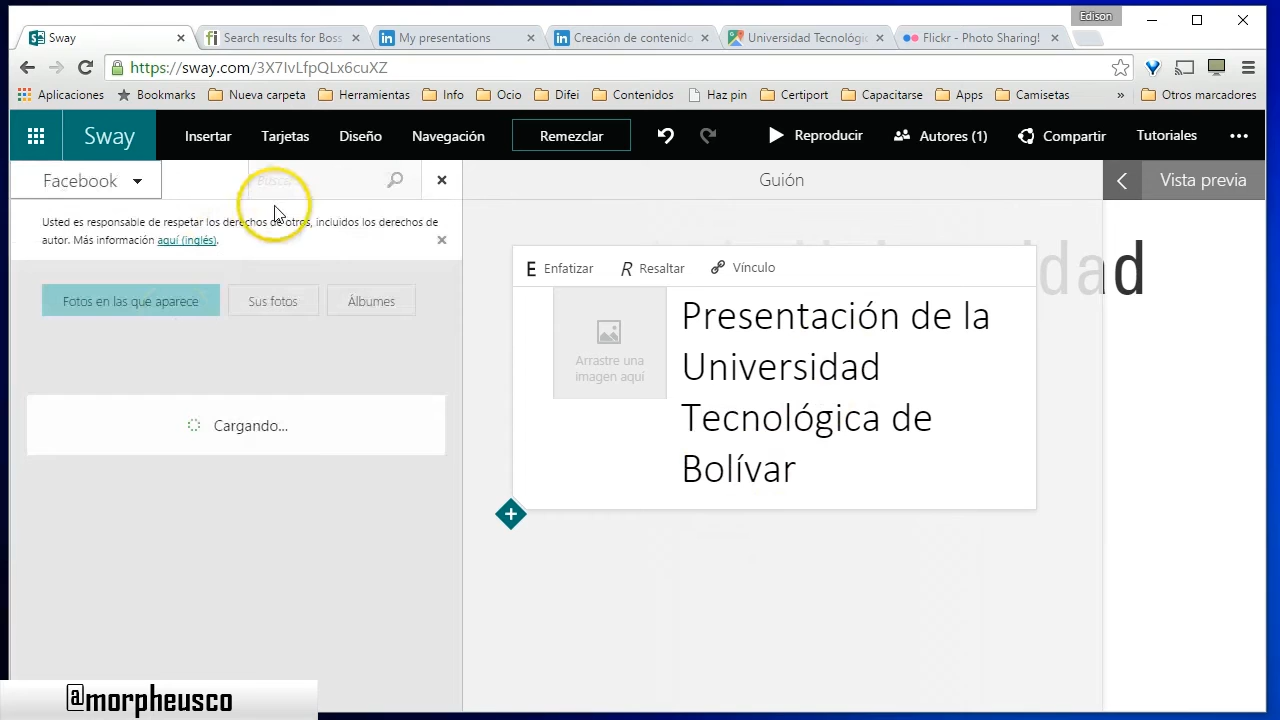 Edison
Sway
Search results for Boss
My presentations
Creación de contenido
Universidad Tecnológic
Flickr - Photo Sharing!
https://sway.com/3X7IvLfpQLx6cuXZ
Aplicaciones
Bookmarks
Nueva carpeta
Herramientas
Info
Ocio
Difei
Contenidos
Haz pin
Certiport
Capacitarse
Apps
Camisetas
»
Otros marcadores
Sway
Insertar
Tarjetas
Diseño
Navegación
Remezclar
Reproducir
Autores (1)
Compartir
Tutoriales
Facebook
Guión
Vista previa
Usted es responsable de respetar los derechos de otros, incluidos los derechos de
autor. Más información aquí (inglés).
Fotos en las que aparece
Sus fotos
Álbumes
Cargando...
E Enfatizar
R Resaltar
Vínculo
Arrastre una
imagen aquí
Presentación de la
Universidad
Tecnológica de
Bolívar
dad
@morpheusco